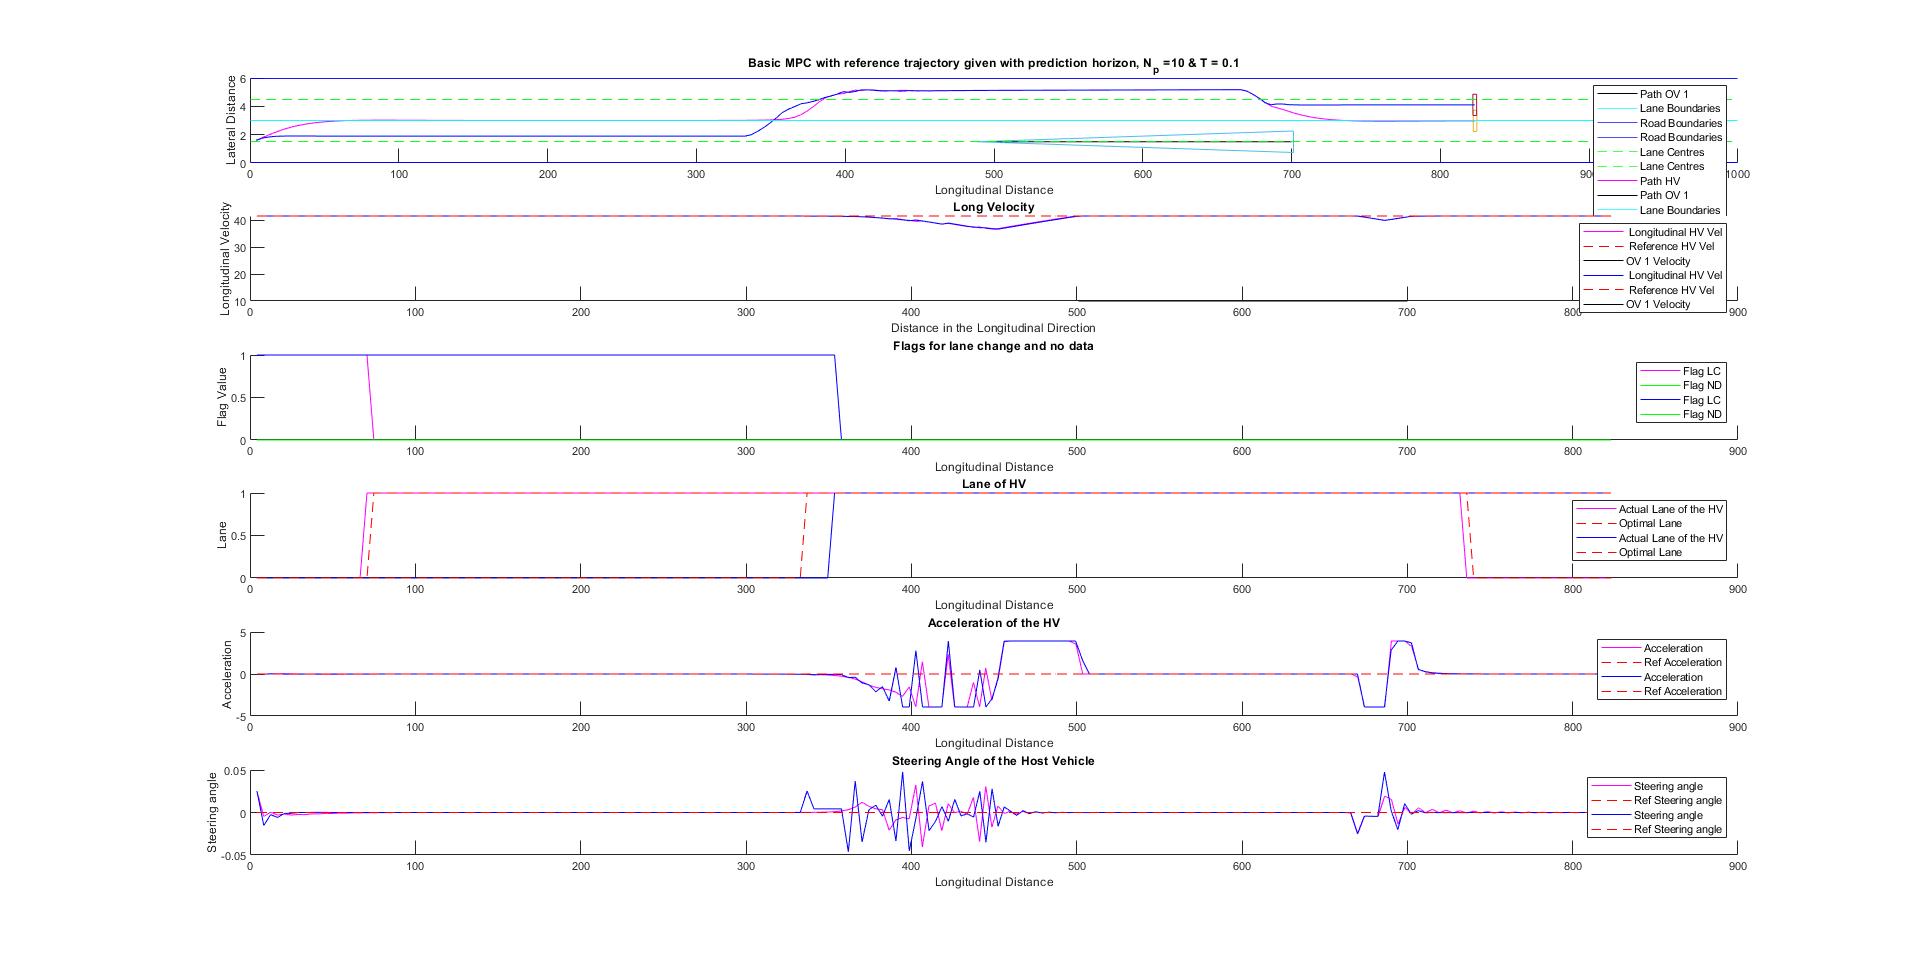 Basic MPC with reference trajectory given with prediction horizon, Np =10 & T = 0.1
Lateral Distance
6
4
2
0
0 100 200 300 400 500 600 700 800 90 1000
Longitudinal Distance
Path OV 1
Lane Boundaries
Road Boundaries
Road Boundaries
Lane Centres
Lane Centres
Path HV
Path OV 1
Lane Boundaries
Long Velocity
Longitudinal Velocity
40
30
20
10
0 100 200 300 400 500 600 700 800 900
Distance in the Longitudinal Direction
Longitudinal HV Vel
Reference HV Vel
OV 1 Velocity
Longitudinal HV Vel
Reference HV Vel
OV 1 Velocity
Flags for lane change and no data
Flag Value
1
0.5
0
0 100 200 300 400 500 600 700 800 900
Longitudinal Distance
Flag LC
Flag ND
Flag LC
Flag ND
Lane of HV
Lane
1
0.5
0
0 100 200 300 400 500 600 700 800 900
Longitudinal Distance
Actual Lane of the HV
Optimal Lane
Actual Lane of the HV
Optimal Lane
Acceleration of the HV
Acceleration
5
0
-5
0 100 200 300 400 500 600 700 800 900
Longitudinal Distance
Acceleration
Ref Acceleration
Acceleration
Ref Acceleration
Steering Angle of the Host Vehicle
Steering angle
0.05
0
-0.05
0 100 200 300 400 500 600 700 800 900
Longitudinal Distance
Steering angle
Ref Steering angle
Steering angle
Ref Steering angle